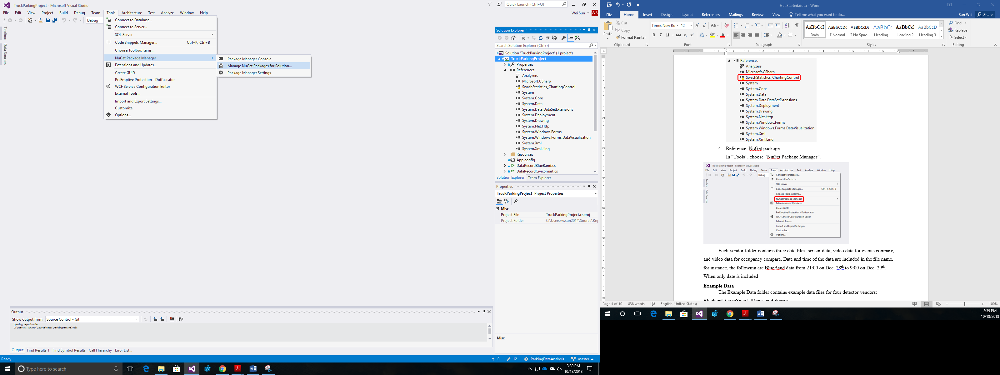 TruckParkingProject - Microsoft Visual Studio
Quick Launch (Ctrl+Q)
File Edit View Project Build Debug Team Tools Architecture Test Analyze Window Help
Wei Sun WS
Debug
Toolbox
Data Sources
Connect to Database...
Connect to Server...
SQL Server
Code Snippets Manager... Ctrl+K, Ctrl+B
Choose Toolbox Items...
NuGet Package Manager
Extensions and Updates...
Create GUID
PreEmptive Protection - Dotfuscator
WCF Service Configuration Editor
External Tools...
Import and Export Settings...
Customize...
Options...
Package Manager Console
Manage NuGet Packages for Solution...
Package Manager Settings
Solution Explorer
Search Solution Explorer (Ctrl+;)
Solution 'TruckParkingProject' (1 project)
TruckParkingProject
Properties
References
Analyzers
Microsoft.CSharp
SwashStatistics_ChartingControl
System
System.Core
System.Data
System.Data.DataSetExtensions
System.Deployment
System.Drawing
System.Net.Http
System.Windows.Forms
System.Windows.Forms.DataVisualization
System.Xml
System.Xml.Linq
Resources
App.config
DataRecordBlueBand.cs
DataRecordCivicSmart.cs
Solution Explorer Team Explorer
Properties
TruckParkingProject Project Properties
Misc
Project File TruckParkingProject.csproj
Project Folder C:\Users\w.sun2014\Source\Rep
Misc
Output
Show output from: Source Control - Git
Opening repositories:
C:\Users\w.sun2014\Source\Repos\ParkingDataAnalysis
Output Find Results 1 Find Symbol Results Call Hierarchy Error List...
Ready
0 12 ParkingDataAnalysis master
Type here to search
3:39 PM
10/18/2018
Get Started.docx - Word
File Home Insert Design Layout References Mailings Review View Tell me what you want to do...
Sun,Wei Share
Paste
Cut
Copy
Format Painter
Clipboard
Times New Ro 12
Font
Paragraph
AaBbCcI AaBbCcDc AaBbCcDc AaBbCc AaBbCcI AaBbCcD
Body ¶ Normal ¶ No Spac... Heading 1 Heading 2 Heading 3
Styles
Find
Replace
Select
Editing
References
Analyzers
Microsoft.CSharp
SwashStatistics_ChartingControl
System
System.Core
System.Data
System.Data.DataSetExtensions
System.Deployment
System.Drawing
System.Net.Http
System.Windows.Forms
System.Windows.Forms.DataVisualization
System.Xml
System.Xml.Linq
4. Reference NuGet package
In “Tools”, choose “NuGet Package Manager”.
TruckParkingProject - Microsoft Visual Studio
File Edit View Project Build Debug Team Tools Architecture Test Analyze Window Help
Debug
Toolbox
Data Sources
Connect to Database...
Connect to Server...
SQL Server
Code Snippets Manager... Ctrl+K, Ctrl+B
Choose Toolbox Items...
NuGet Package Manager
Extensions and Updates...
Create GUID
PreEmptive Protection - Dotfuscator
WCF Service Configuration Editor
External Tools...
Import and Export Settings...
Customize...
Options...
Each vendor folder contains three data files: sensor data, video data for events compare,
and video data for occupancy compare. Date and time of the data are included in the file name,
for instance, the following are BlueBand data from 21:00 on Dec. 28th to 9:00 on Dec. 29th.
When only date is included
Example Data
The Example Data folder contains example data files for four detector vendors:
Page 4 of 10 838 words English (United States) 100%
3:39 PM
10/18/2018